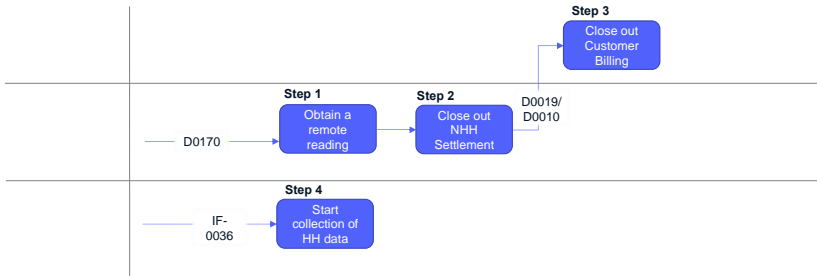 Step 3
Close out
Customer
Billing
Step 1
Obtain a
remote
reading
Step 2
Close out
NHH
Settlement
D0019/
D0010
D0170
Step 4
Start
collection of
HH data
IF-
0036